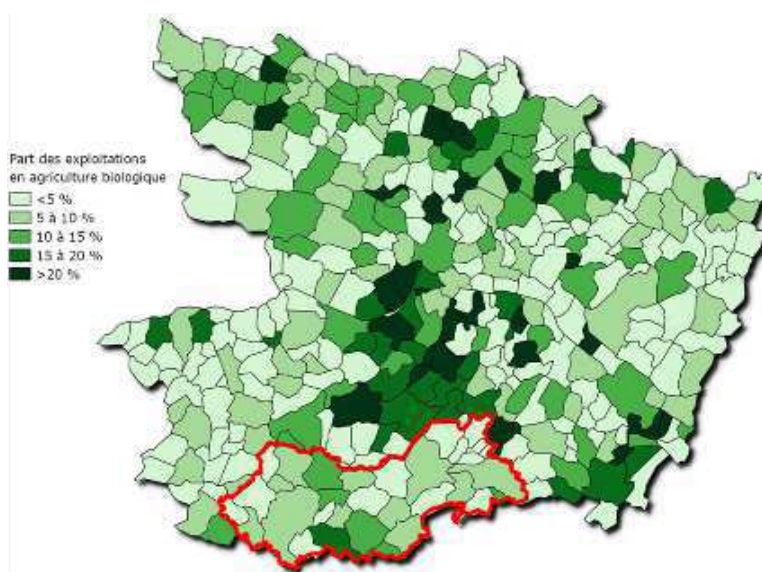 Part des exploitations
en agriculture biologique
<5 %
5 à 10 %
10 à 15 %
15 à 20 %
>20 %